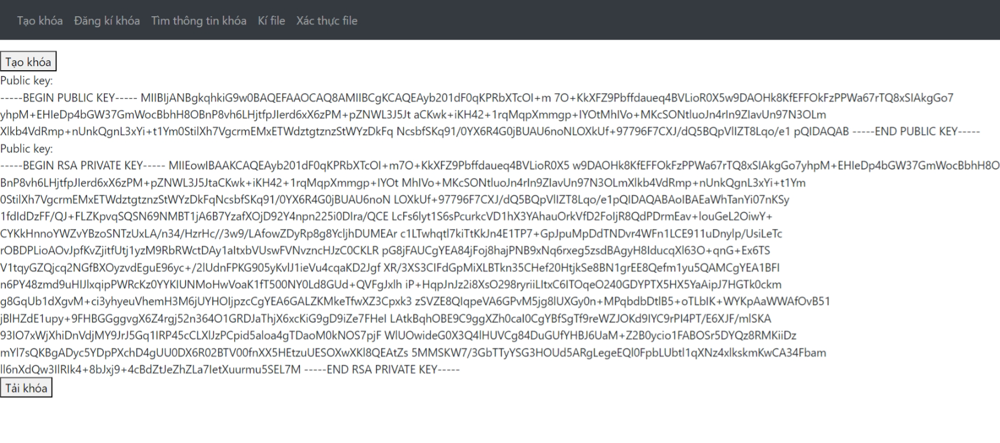 Tạo khóa Đăng kí khóa Tìm thông tin khóa Kí file Xác thực file
Tạo khóa
Public key:
-----BEGIN PUBLIC KEY----- MIIBIjANBgkqhkiG9w0BAQEFAAOCAQ8AMIIBCgKCAQEAyb201dF0qKPRbXTcOI+m 7O+KkXFZ9Pbffdaueq4BVLioR0X5w9DAOHk8KfEFFOkFzPPWa67rTQ8xSIAkgGo7
yhpM+EHIeDp4bGW37GmWocBbhH8OBnP8vh6LHjtfpJIerd6xX6zPM+pZNWL3J5Jt aCKwk+iKH42+1rqMqpXmmgp+IYOtMhIVo+MKcSONtluoJn4rIn9ZIavUn97N3OLm
Xlkb4VdRmp+nUnkQgnL3xYi+t1Ym0StilXh7VgcrmEMxETWdztgtznzStWYzDkFq NcsbfSKq91/0YX6R4G0jBUAU6noNLOXkUf+97796F7CXJ/dQ5BQpVlIZT8Lqo/e1 pQIDAQAB -----END PUBLIC KEY-----
Public key:
-----BEGIN RSA PRIVATE KEY----- MIIEowIBAAKCAQEAyb201dF0qKPRbXTcOI+m7O+KkXFZ9Pbffdaueq4BVLioR0X5 w9DAOHk8KfEFFOkFzPPWa67rTQ8xSIAkgGo7yhpM+EHIeDp4bGW37GmWocBbhH8O
BnP8vh6LHjtfpJIerd6xX6zPM+pZNWL3J5JtaCKwk+iKH42+1rqMqpXmmgp+IYOt MhIVo+MKcSONtluoJn4rIn9ZIavUn97N3OLmXlkb4VdRmp+nUnkQgnL3xYi+t1Ym
0StilXh7VgcrmEMxETWdztgtznzStWYzDkFqNcsbfSKq91/0YX6R4G0jBUAU6noN LOXkUf+97796F7CXJ/dQ5BQpVlIZT8Lqo/e1pQIDAQABAoIBAEaWhTanYi07nKSy
1fdIdDzFF/QJ+FLZKpvqSQSN69NMBT1jA6B7YzafXOjD92Y4npn225i0DIra/QCE LcFs6lyt1S6sPcurkcVD1hX3YAhauOrkVfD2FoIjR8QdPDrmEav+louGeL2OiwY+
CYKkHnnoYWZvYBzoSNTzUxLA/n34/HzrHc//3w9/LAfowZDyRp8g8YcljhDUMEAr c1LTwhqtl7kiTtKkJn4E1TP7+GpJpuMpDdTNDvr4WFn1LCE911uDnylp/UsiLeTc
rOBDPLioAOvJpfKvZjitfUtj1yzM9RbRWctDAy1aItxbVUswFVNvzncHJzC0CKLR pG8jFAUCgYEA84jFoj8hajPNB9xNq6rxeg5zsdBAgyH8IducqXl63O+qnG+Ex6TS
V1tqyGZQjcq2NGfBXOyzvdEguE96yc+/2lUdnFPKG905yKvlJ1ieVu4cqaKD2Jgf XR/3XS3CIFdGpMiXLBTkn35CHef20HtjkSe8BN1grEE8Qefm1yu5QAMCgYEA1BFI
n6PY48zmd9uHIJlxqipPWRcKz0YYKIUNMoHwVoaK1fT500NY0Ld8GUd+QVFgJxlh iP+HqpJnJz2i8XsO298ryriiLItxC6ITOqeO240GDYPTX5HX5YaAipJ7HGTk0ckm
g8GqUb1dXgvM+ci3yhyeuVhemH3M6jUYHOIjpzcCgYEA6GALZKMkeTfwXZ3Cpxk3 zSVZE8QIqpeVA6GPvM5jg8lUXGy0n+MPqbdbDtlB5+oTLbIK+WYKpAaWWAfOvB51
jBlHZdE1upy+9FHBGGggvgX6Z4rgj52n364O1GRDJaThjX6xcKiG9gD9iZe7FHeI LAtkBqhOBE9C9ggXZh0caI0CgYBfSgTf9reWZJOKd9IYC9rPI4PT/E6XJF/mlSKA
93IO7xWjXhiDnVdjMY9JrJ5Gq1IRP45cCLXlJzPCpid5aloa4gTDaoM0kNOS7pjF WlUOwideG0X3Q4lHUVCg84DuGUfYHBJ6UaM+Z2B0ycio1FABOSr5DYQz8RMKiiDz
mYl7sQKBgADyc5YDpPXchD4gUU0DX6R02BTV00fnXX5HEtzuUESOXwXKl8QEAtZs 5MMSKW7/3GbTTyYSG3HOUd5ARgLegeEQl0FpbLUbtl1qXNz4xlkskmKwCA34Fbam
ll6nXdQw3IlRIk4+8bJxj9+4cBdZtJeZhZLa7IetXuurmu5SEL7M -----END RSA PRIVATE KEY-----
Tải khóa